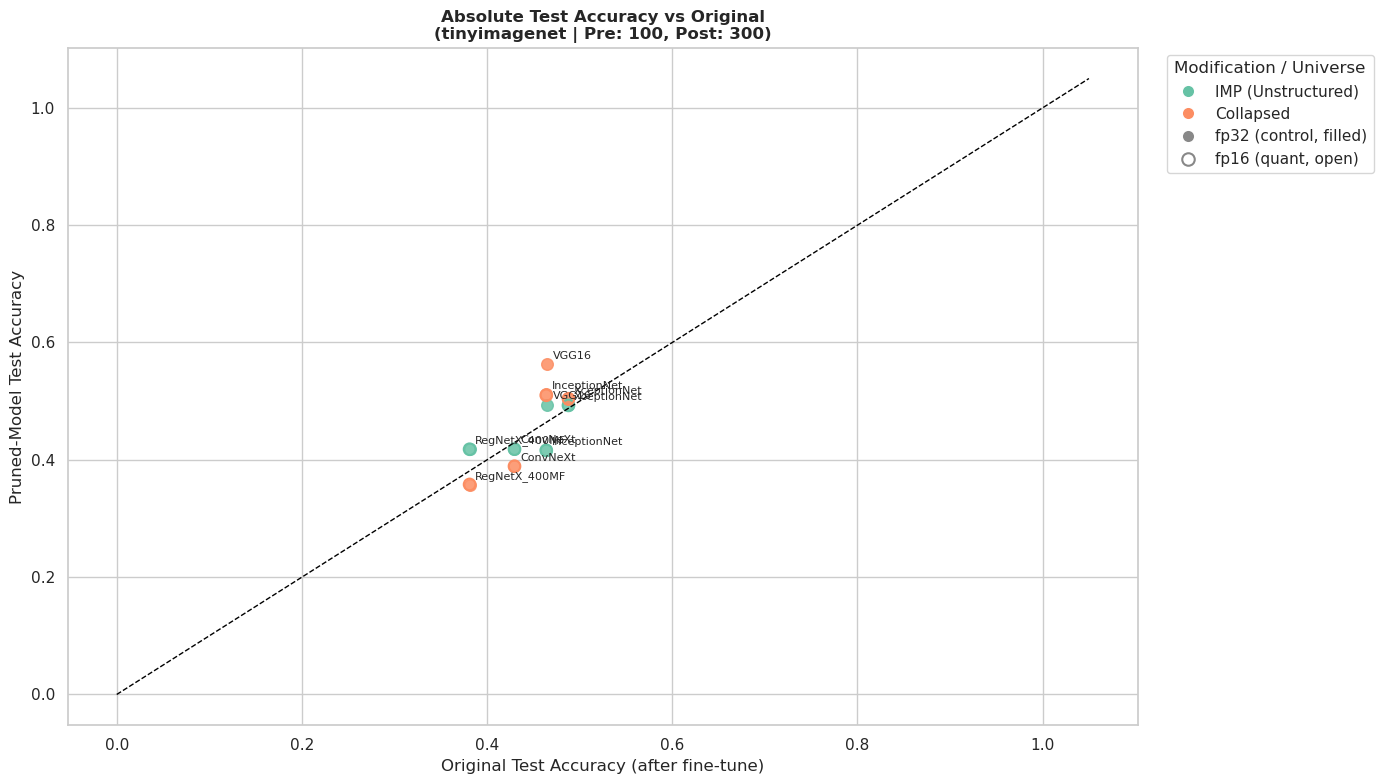 Absolute Test Accuracy vs Original
(tinyimagenet | Pre: 100, Post: 300)
Modification / Universe
IMP (Unstructured)
Collapsed
fp32 (control, filled)
fp16 (quant, open)
Pruned-Model Test Accuracy
1.0
0.8
0.6
0.4
0.2
0.0
VGG16
InceptionNet
XceptionNet
VGG16
XceptionNet
RegNetX_400MF
ConvNeXt
InceptionNet
ConvNeXt
RegNetX_400MF
0.0
0.2
0.4
0.6
0.8
1.0
Original Test Accuracy (after fine-tune)